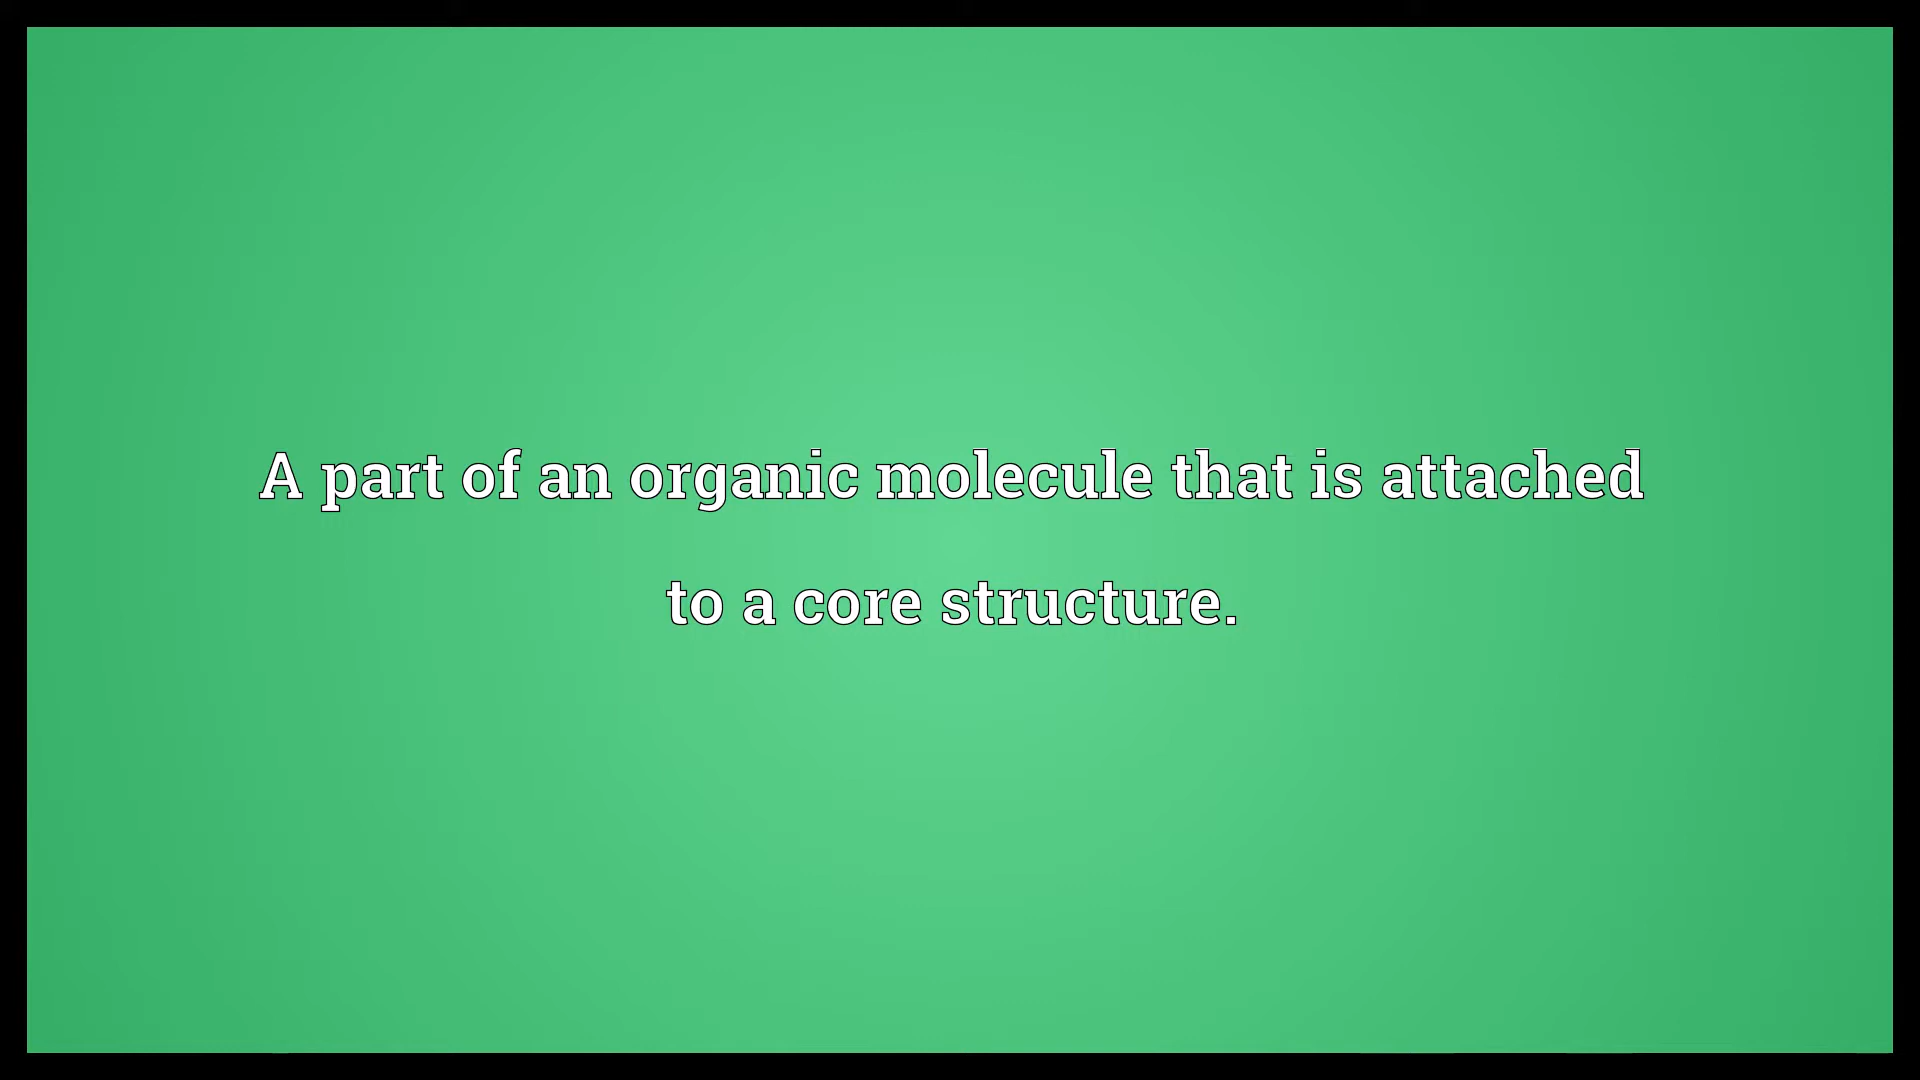 A part of an organic molecule that is attached
to a core structure.